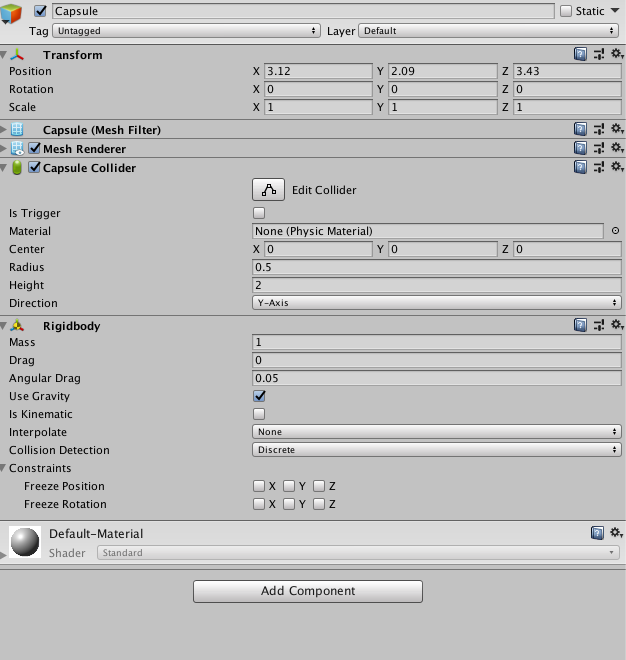 Capsule Static
Tag Untagged Layer Default
Transform
Position X 3.12 Y 2.09 Z 3.43
Rotation X 0 Y 0 Z 0
Scale X 1 Y 1 Z 1
Capsule (Mesh Filter)
Mesh Renderer
Capsule Collider
Edit Collider
Is Trigger
Material None (Physic Material)
Center X 0 Y 0 Z 0
Radius 0.5
Height 2
Direction Y-Axis
Rigidbody
Mass 1
Drag 0
Angular Drag 0.05
Use Gravity
Is Kinematic
Interpolate None
Collision Detection Discrete
Constraints
Freeze Position X Y Z
Freeze Rotation X Y Z
Default-Material
Shader Standard
Add Component